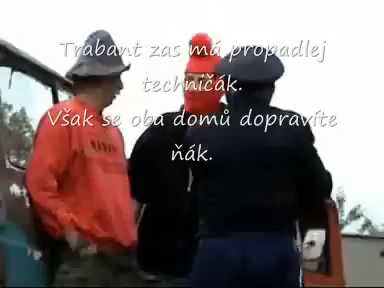 Trabant zas má propadlej
techničák.
Však se oba domů dopravíte
ňák.